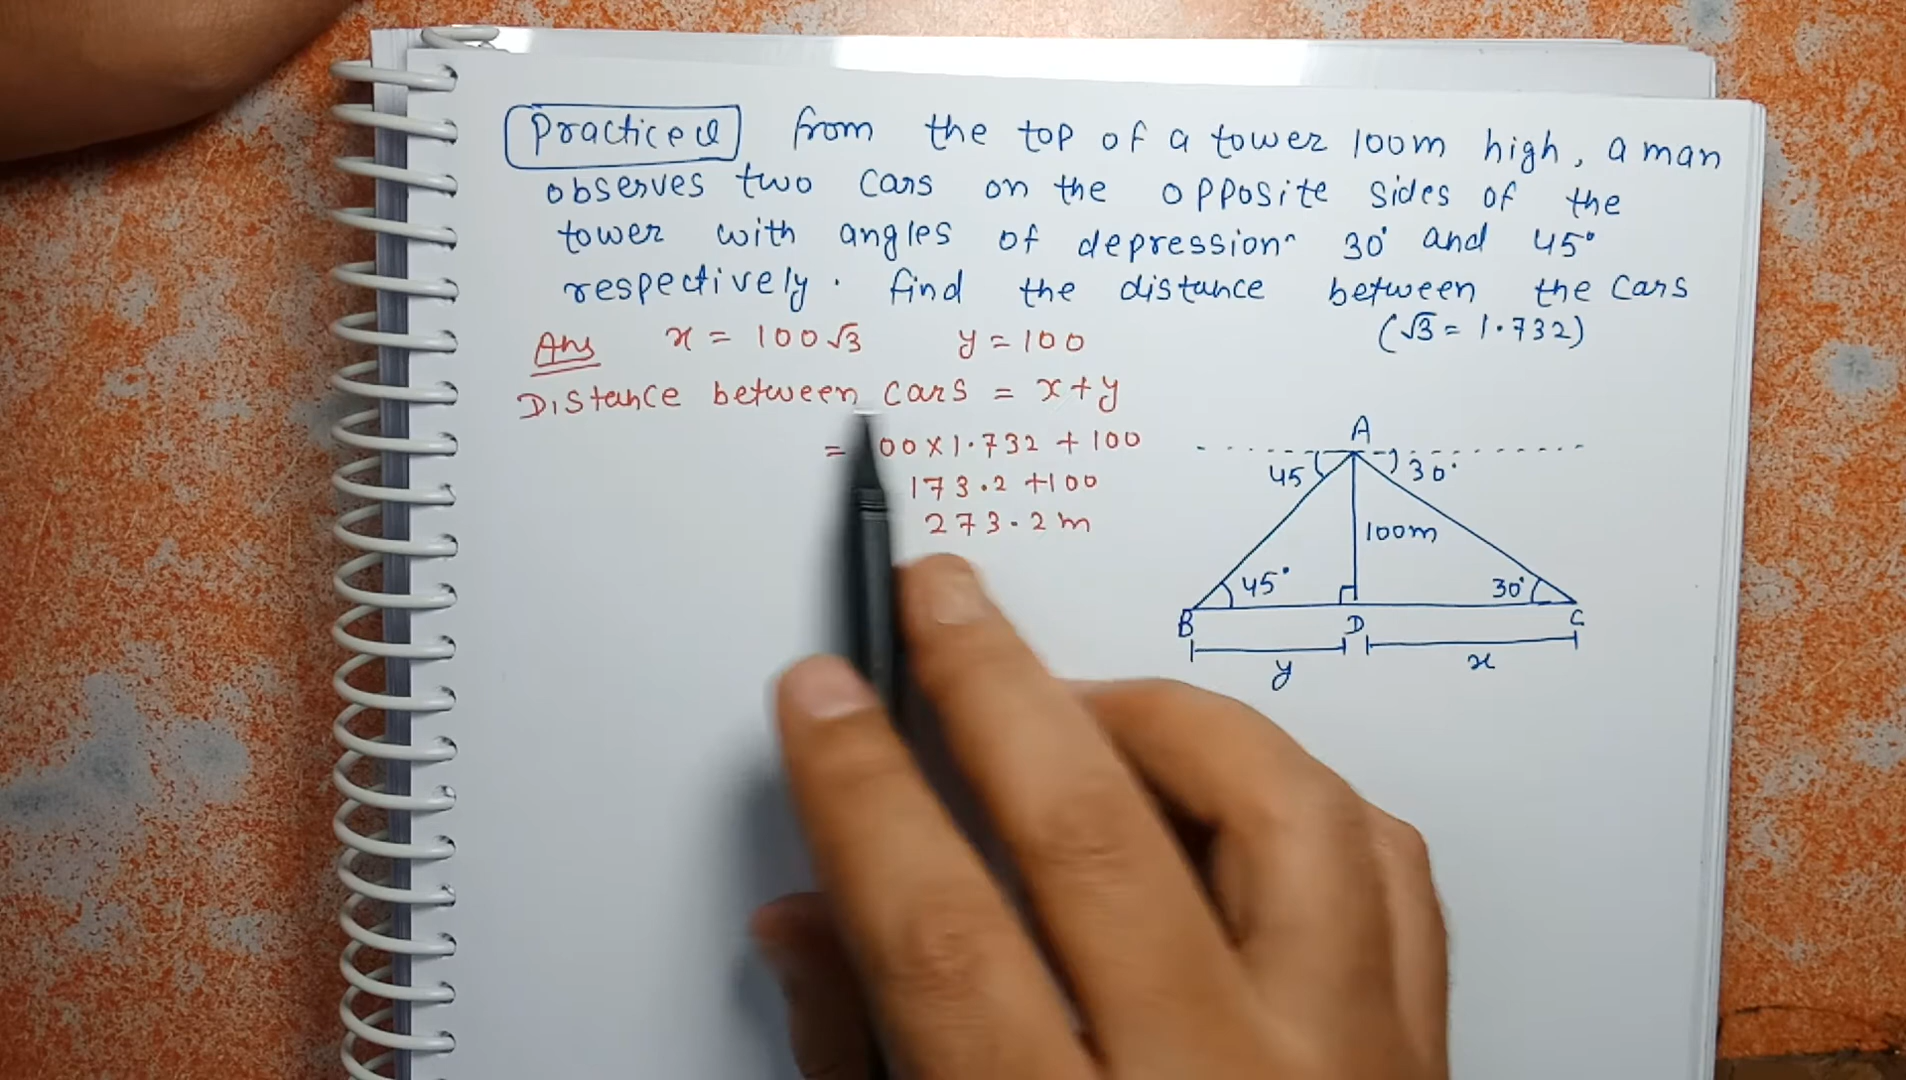 Practice Q from the top of a tower 100m high, a man
observes two cars on the opposite sides of the
tower with angles of depression 30° and 45°
respectively. find the distance between the cars
(√3 = 1.732)
Ans x = 100√3 y = 100
Distance between cars = x+y
= 00×1.732 + 100
173.2 +100
273.2m
A
45 30°
100m
45° 30°
B D C
y x